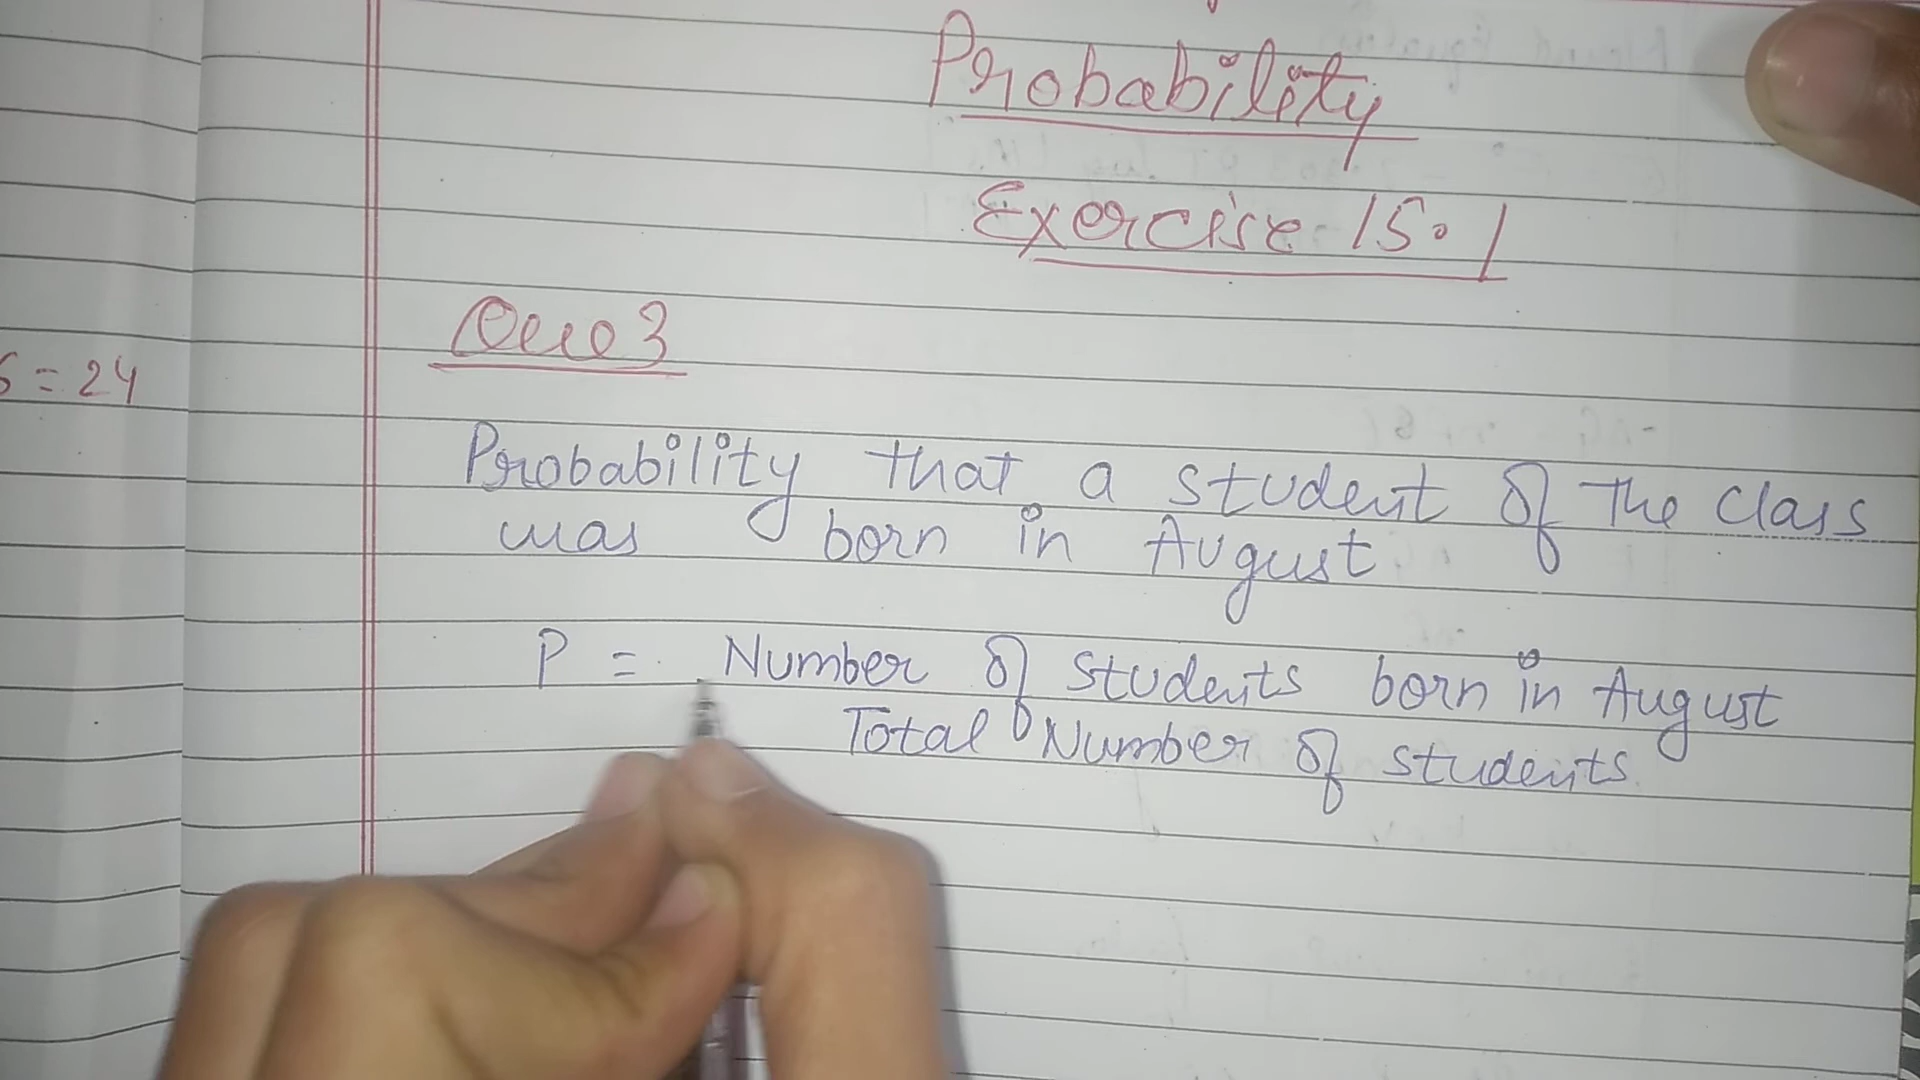 Probability
Exercise 15.1
Que 3
S = 24
Probability that a student of the class
was born in August
P = Number of students born in August
Total Number of students